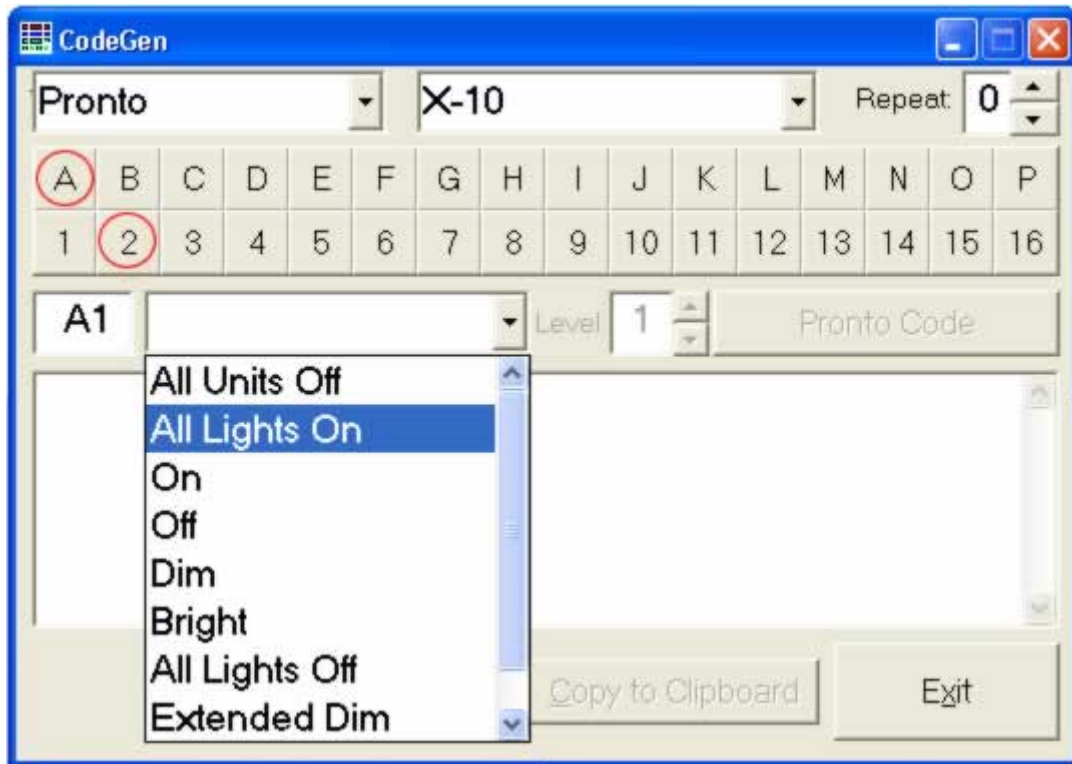 CodeGen
Pronto X-10 Repeat: 0
A B C D E F G H I J K L M N O P
1 2 3 4 5 6 7 8 9 10 11 12 13 14 15 16
A1 Level 1 Pronto Code
All Units Off
All Lights On
On
Off
Dim
Bright
All Lights Off
Extended Dim
Copy to Clipboard Exit